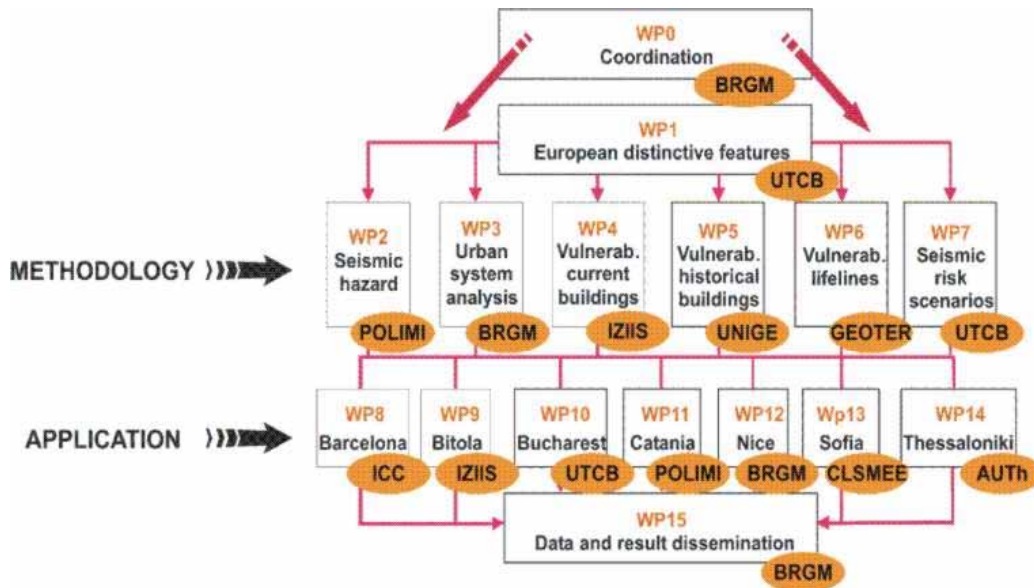 WP0
Coordination
BRGM
WP1
European distinctive features
UTCB
METHODOLOGY
WP2
Seismic
hazard
POLIMI
WP3
Urban
system
analysis
BRGM
WP4
Vulnerab.
current
buildings
IZIIS
WP5
Vulnerab.
historical
buildings
UNIGE
WP6
Vulnerab.
lifelines
GEOTER
WP7
Seismic
risk
scenarios
UTCB
APPLICATION
WP8
Barcelona
ICC
WP9
Bitola
IZIIS
WP10
Bucharest
UTCB
WP11
Catania
POLIMI
WP12
Nice
BRGM
Wp13
Sofia
CLSMEE
WP14
Thessaloniki
AUTh
WP15
Data and result dissemination
BRGM